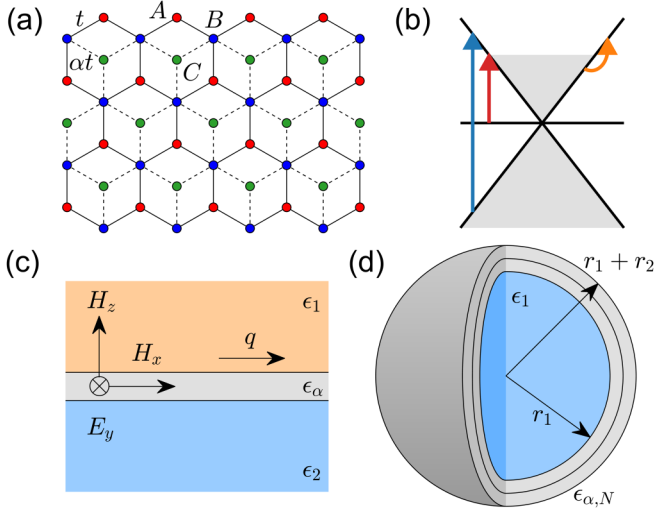 (a)
t
A
B
αt
C
(b)
(c)
H_z
ϵ_1
q
H_x
ϵ_α
E_y
ϵ_2
(d)
r_1 + r_2
ϵ_1
r_1
ϵ_{α,N}